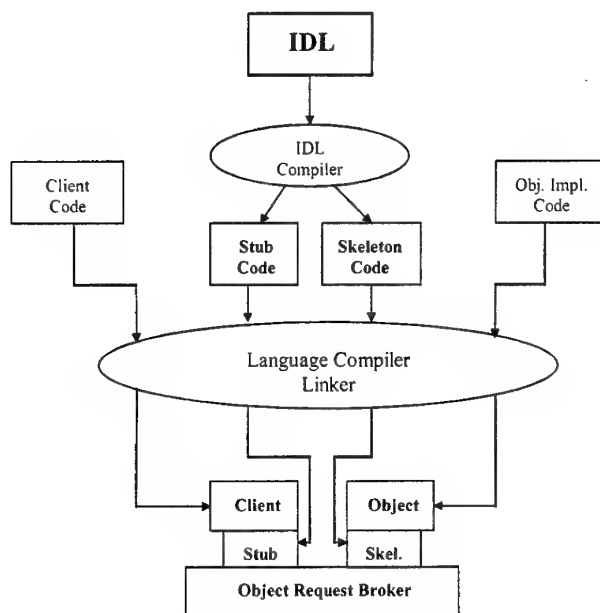 IDL
IDL
Compiler
Client
Code
Obj. Impl.
Code
Stub
Code
Skeleton
Code
Language Compiler
Linker
Client
Object
Stub
Skel.
Object Request Broker